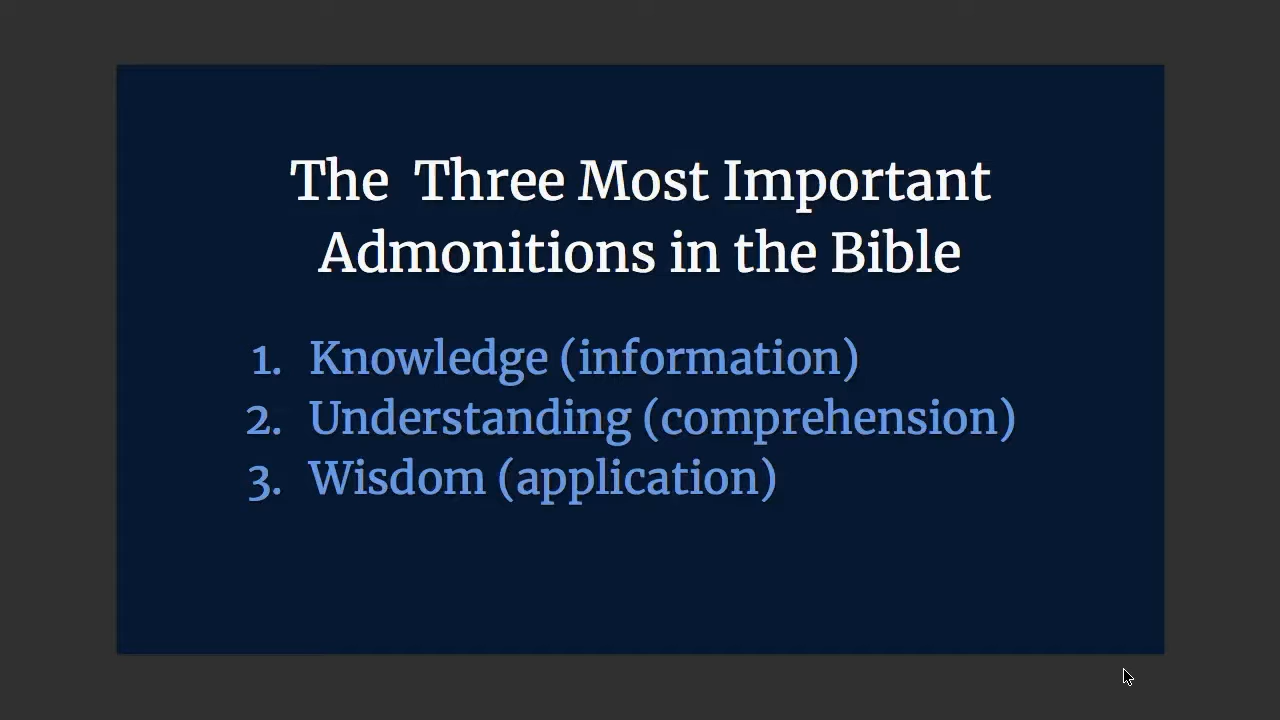 The  Three Most Important
Admonitions in the Bible
1. Knowledge (information)
2. Understanding (comprehension)
3. Wisdom (application)